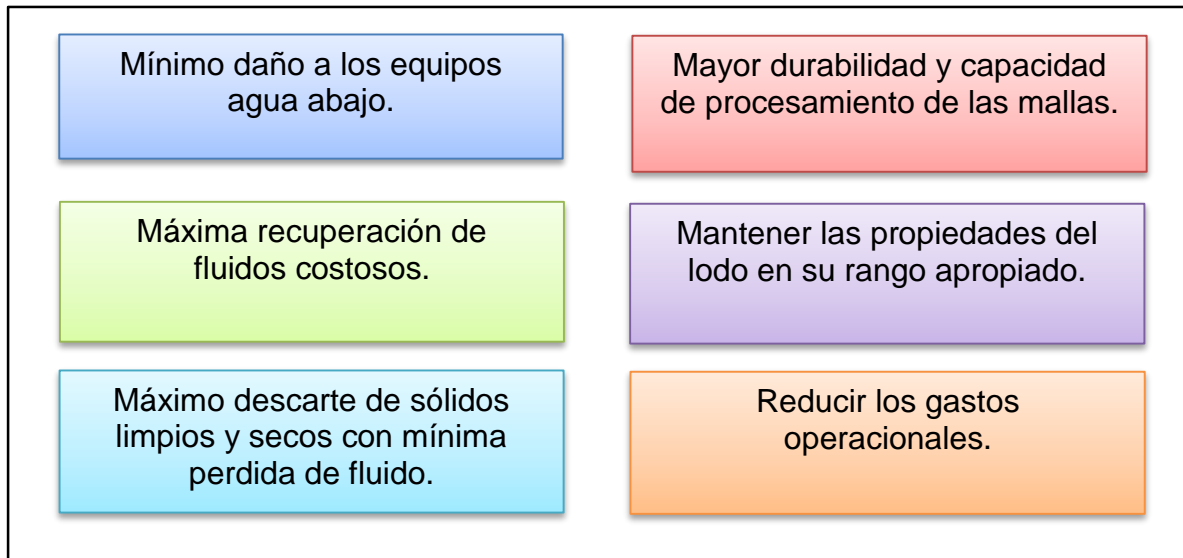 Mínimo daño a los equipos
agua abajo.
Mayor durabilidad y capacidad
de procesamiento de las mallas.
Máxima recuperación de
fluidos costosos.
Mantener las propiedades del
lodo en su rango apropiado.
Máximo descarte de sólidos
limpios y secos con mínima
perdida de fluido.
Reducir los gastos
operacionales.